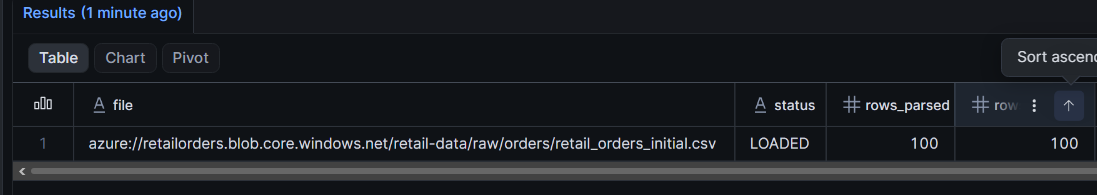 Results (1 minute ago)
Table Chart Pivot
Sort ascend
A file A status # rows_parsed # row
1 azure://retailorders.blob.core.windows.net/retail-data/raw/orders/retail_orders_initial.csv LOADED 100 100